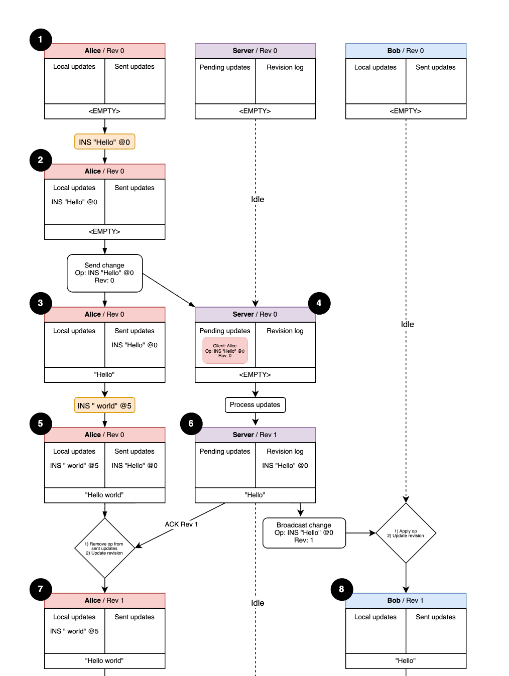 1
Alice / Rev 0
Server / Rev 0
Bob / Rev 0
Local updates
Sent updates
Pending updates
Revision log
Local updates
Sent updates
<EMPTY>
<EMPTY>
<EMPTY>
INS "Hello" @0
2
Alice / Rev 0
Local updates
Sent updates
INS "Hello" @0
<EMPTY>
Idle
Send change
Op: INS "Hello" @0
Rev: 0
3
Alice / Rev 0
Server / Rev 0
4
Local updates
Sent updates
INS "Hello" @0
"Hello"
Pending updates
Revision log
Client: Alice
Op: INS "Hello" @0
Rev: 0
<EMPTY>
Idle
INS " world" @5
Process updates
5
Alice / Rev 0
Local updates
Sent updates
INS " world" @5
INS "Hello" @0
"Hello world"
6
Server / Rev 1
Pending updates
Revision log
INS "Hello" @0
"Hello"
ACK Rev 1
1) Remove op from
sent updates
2) Update revision
Broadcast change
Op: INS "Hello" @0
Rev: 1
1) Apply op
2) Update revision
7
Alice / Rev 1
Local updates
Sent updates
INS " world" @5
"Hello world"
Idle
8
Bob / Rev 1
Local updates
Sent updates
"Hello"